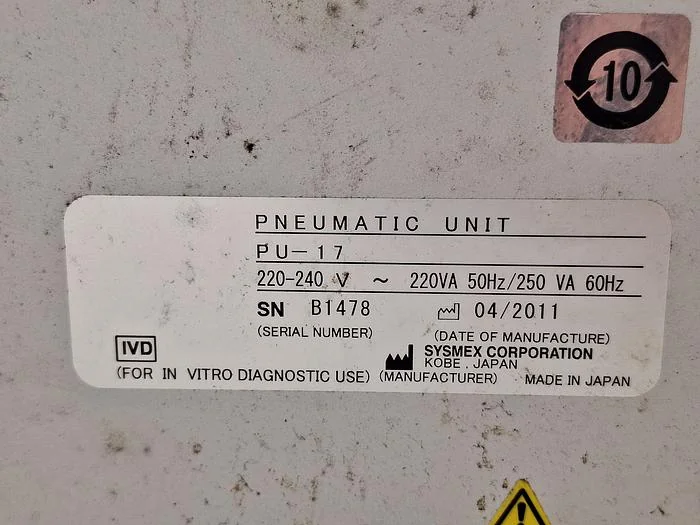 10
PNEUMATIC UNIT
PU-17
220-240 V ~ 220VA 50Hz/250 VA 60Hz
SN B1478 04/2011
(SERIAL NUMBER) (DATE OF MANUFACTURE)
IVD SYSMEX CORPORATION
KOBE, JAPAN
(FOR IN VITRO DIAGNOSTIC USE) (MANUFACTURER) MADE IN JAPAN
!